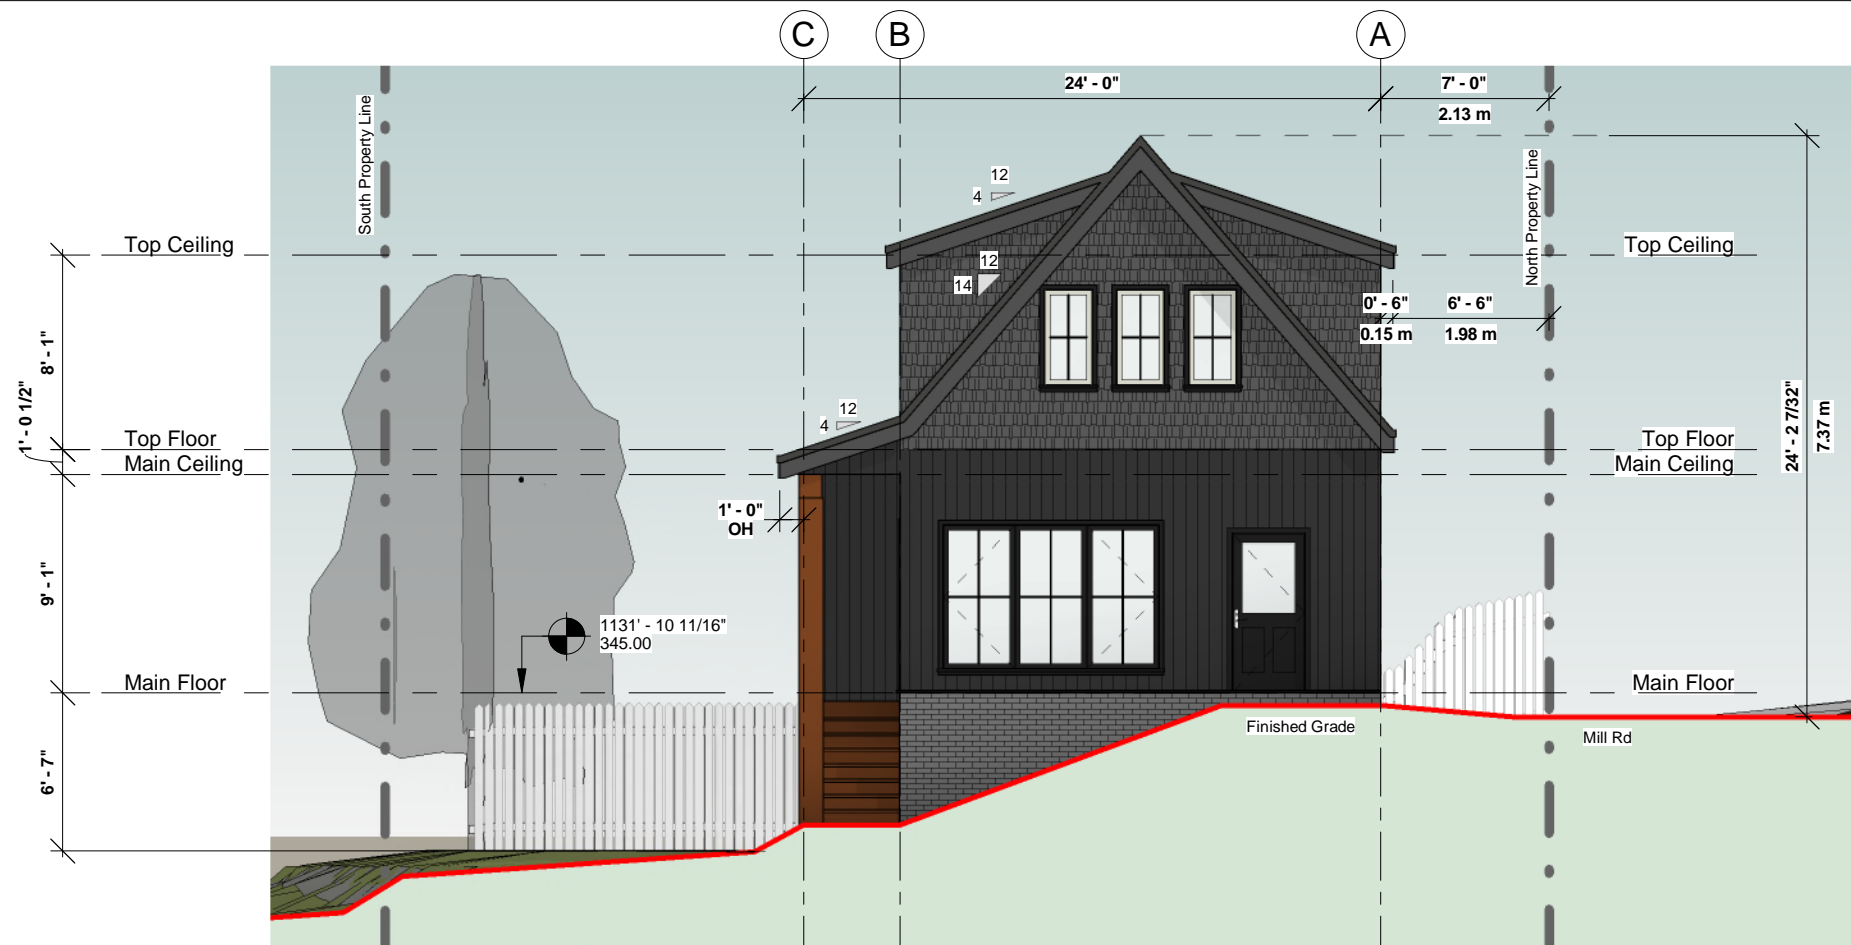 C
B
A
24' - 0"
7' - 0"
2.13 m
South Property Line
North Property Line
12
4
Top Ceiling
Top Ceiling
12
14
0' - 6"
6' - 6"
0.15 m
1.98 m
8' - 1"
1' - 0 1/2"
24' - 2 7/32"
7.37 m
12
4
Top Floor
Top Floor
Main Ceiling
Main Ceiling
1' - 0"
OH
9' - 1"
1131' - 10 11/16"
345.00
Main Floor
Main Floor
Finished Grade
Mill Rd
6' - 7"